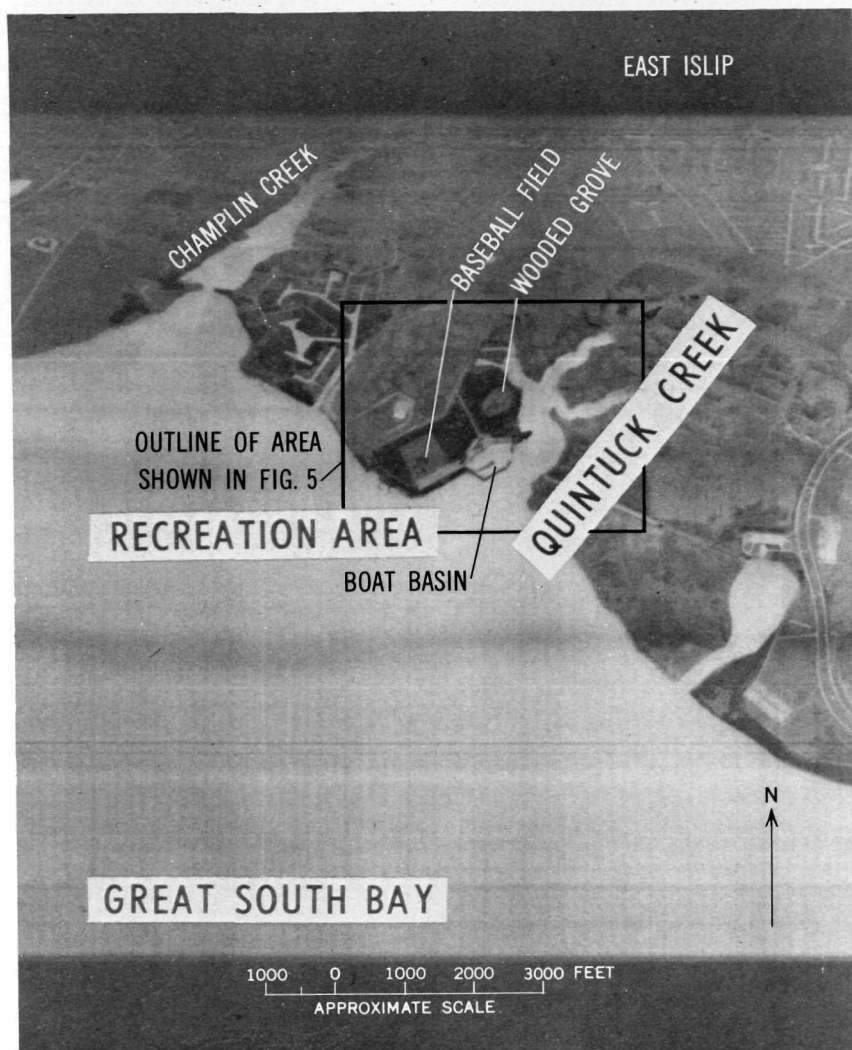 EAST ISLIP
CHAMPLIN CREEK
BASEBALL FIELD
WOODED GROVE
QUINTUCK CREEK
OUTLINE OF AREA
SHOWN IN FIG. 5
RECREATION AREA
BOAT BASIN
N
GREAT SOUTH BAY
1000 0 1000 2000 3000 FEET
APPROXIMATE SCALE